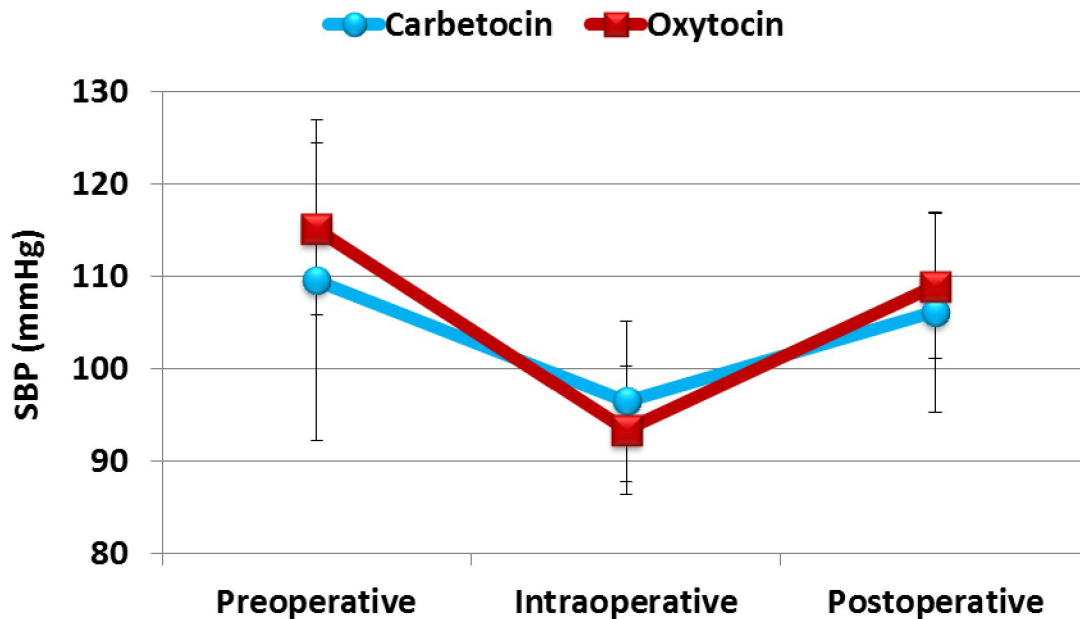 Carbetocin Oxytocin
130
120
110
100
90
80
SBP (mmHg)
Preoperative Intraoperative Postoperative